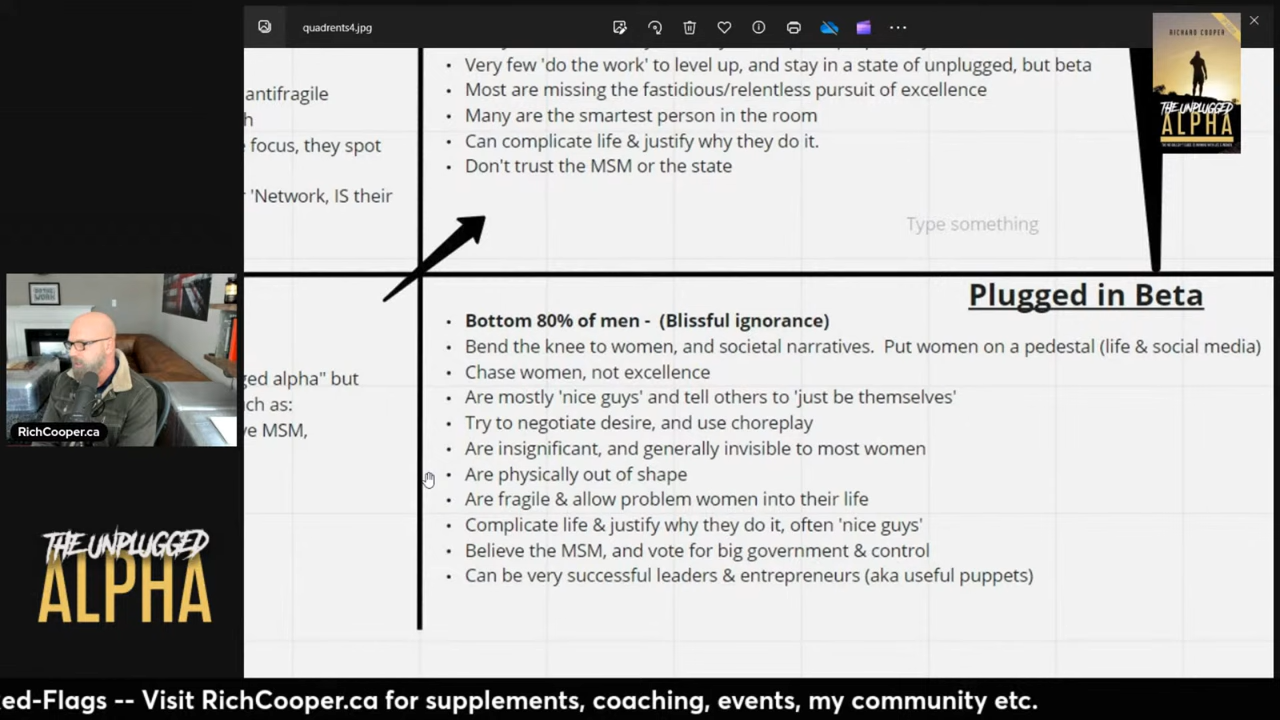 quadrents4.jpg
RICHARD COOPER
THE UNPLUGGED
ALPHA
antifragile
h
focus, they spot
'Network, IS their
Very few 'do the work' to level up, and stay in a state of unplugged, but beta
Most are missing the fastidious/relentless pursuit of excellence
Many are the smartest person in the room
Can complicate life & justify why they do it.
Don't trust the MSM or the state
Type something
Plugged in Beta
Bottom 80% of men - (Blissful ignorance)
Bend the knee to women, and societal narratives. Put women on a pedestal (life & social media)
Chase women, not excellence
Are mostly 'nice guys' and tell others to 'just be themselves'
Try to negotiate desire, and use choreplay
Are insignificant, and generally invisible to most women
Are physically out of shape
Are fragile & allow problem women into their life
Complicate life & justify why they do it, often 'nice guys'
Believe the MSM, and vote for big government & control
Can be very successful leaders & entrepreneurs (aka useful puppets)
ged alpha" but
ch as:
e MSM,
RichCooper.ca
THE UNPLUGGED
ALPHA
ed-Flags -- Visit RichCooper.ca for supplements, coaching, events, my community etc.